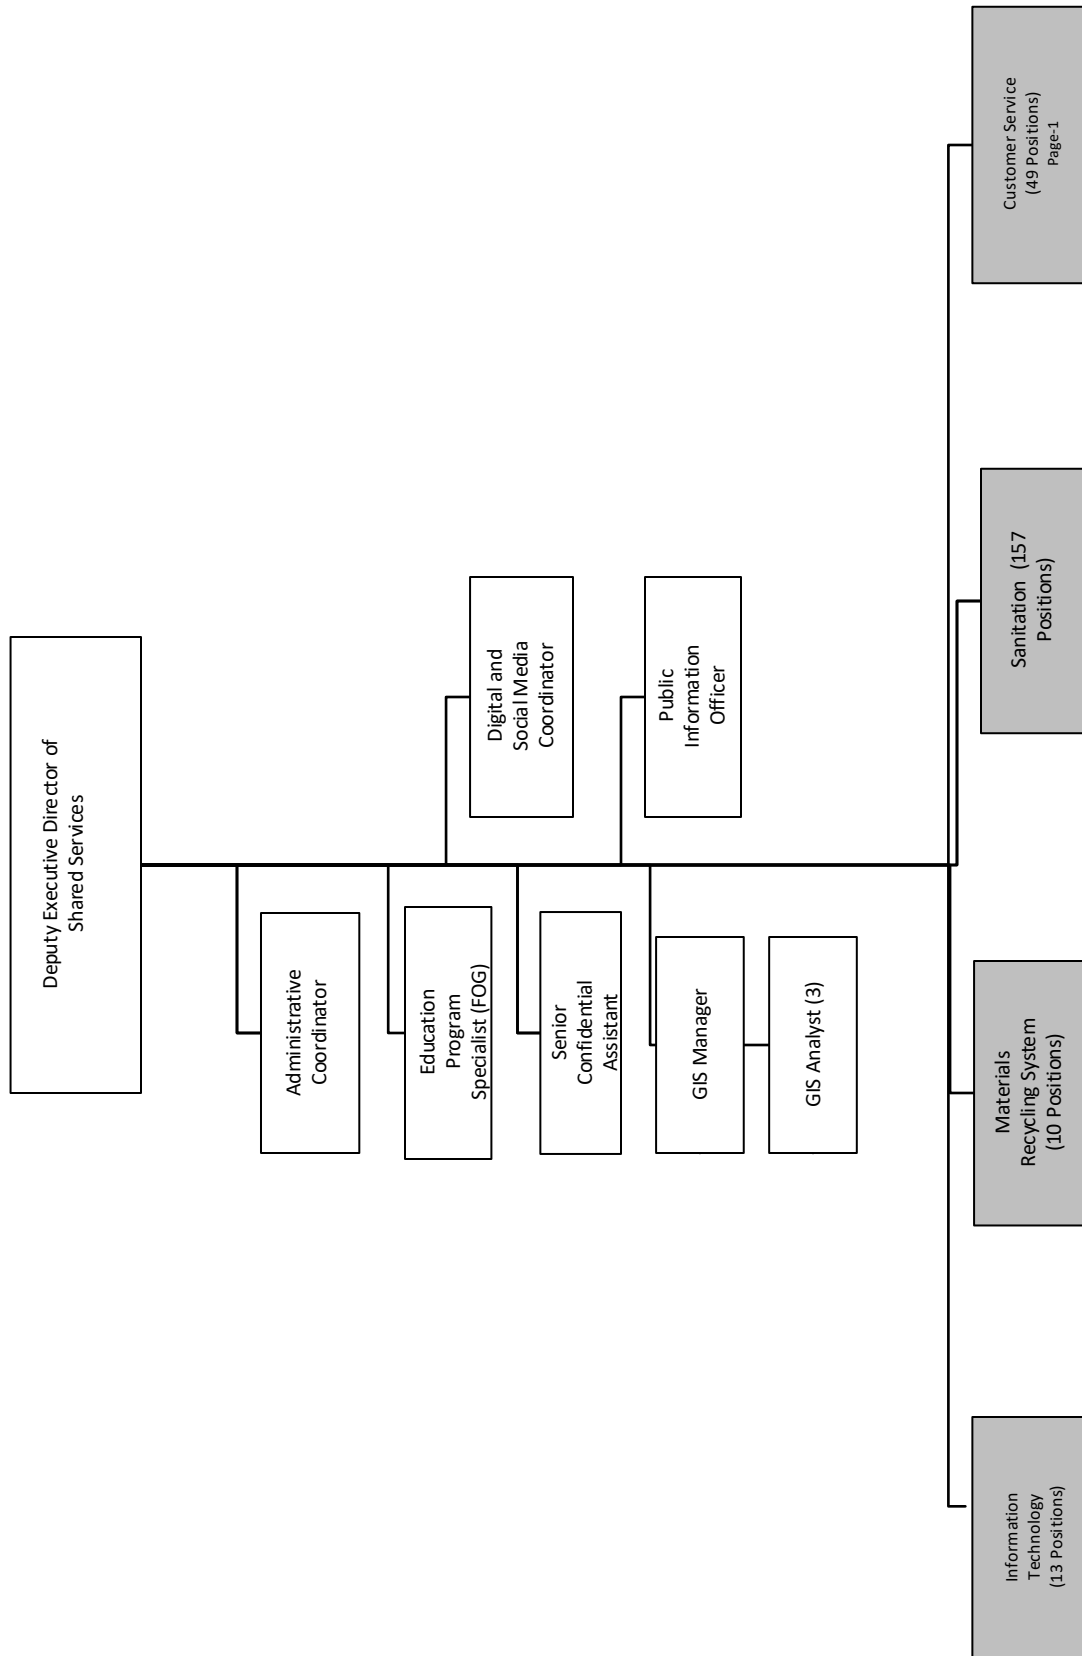 Deputy Executive Director of
Shared Services
Administrative
Coordinator
Education
Program
Specialist (FOG)
Digital and
Social Media
Coordinator
Senior
Confidential
Assistant
Public
Information
Officer
GIS Manager
GIS Analyst (3)
Information
Technology
(13 Positions)
Materials
Recycling System
(10 Positions)
Sanitation (157
Positions)
Customer Service
(49 Positions)
Page-1